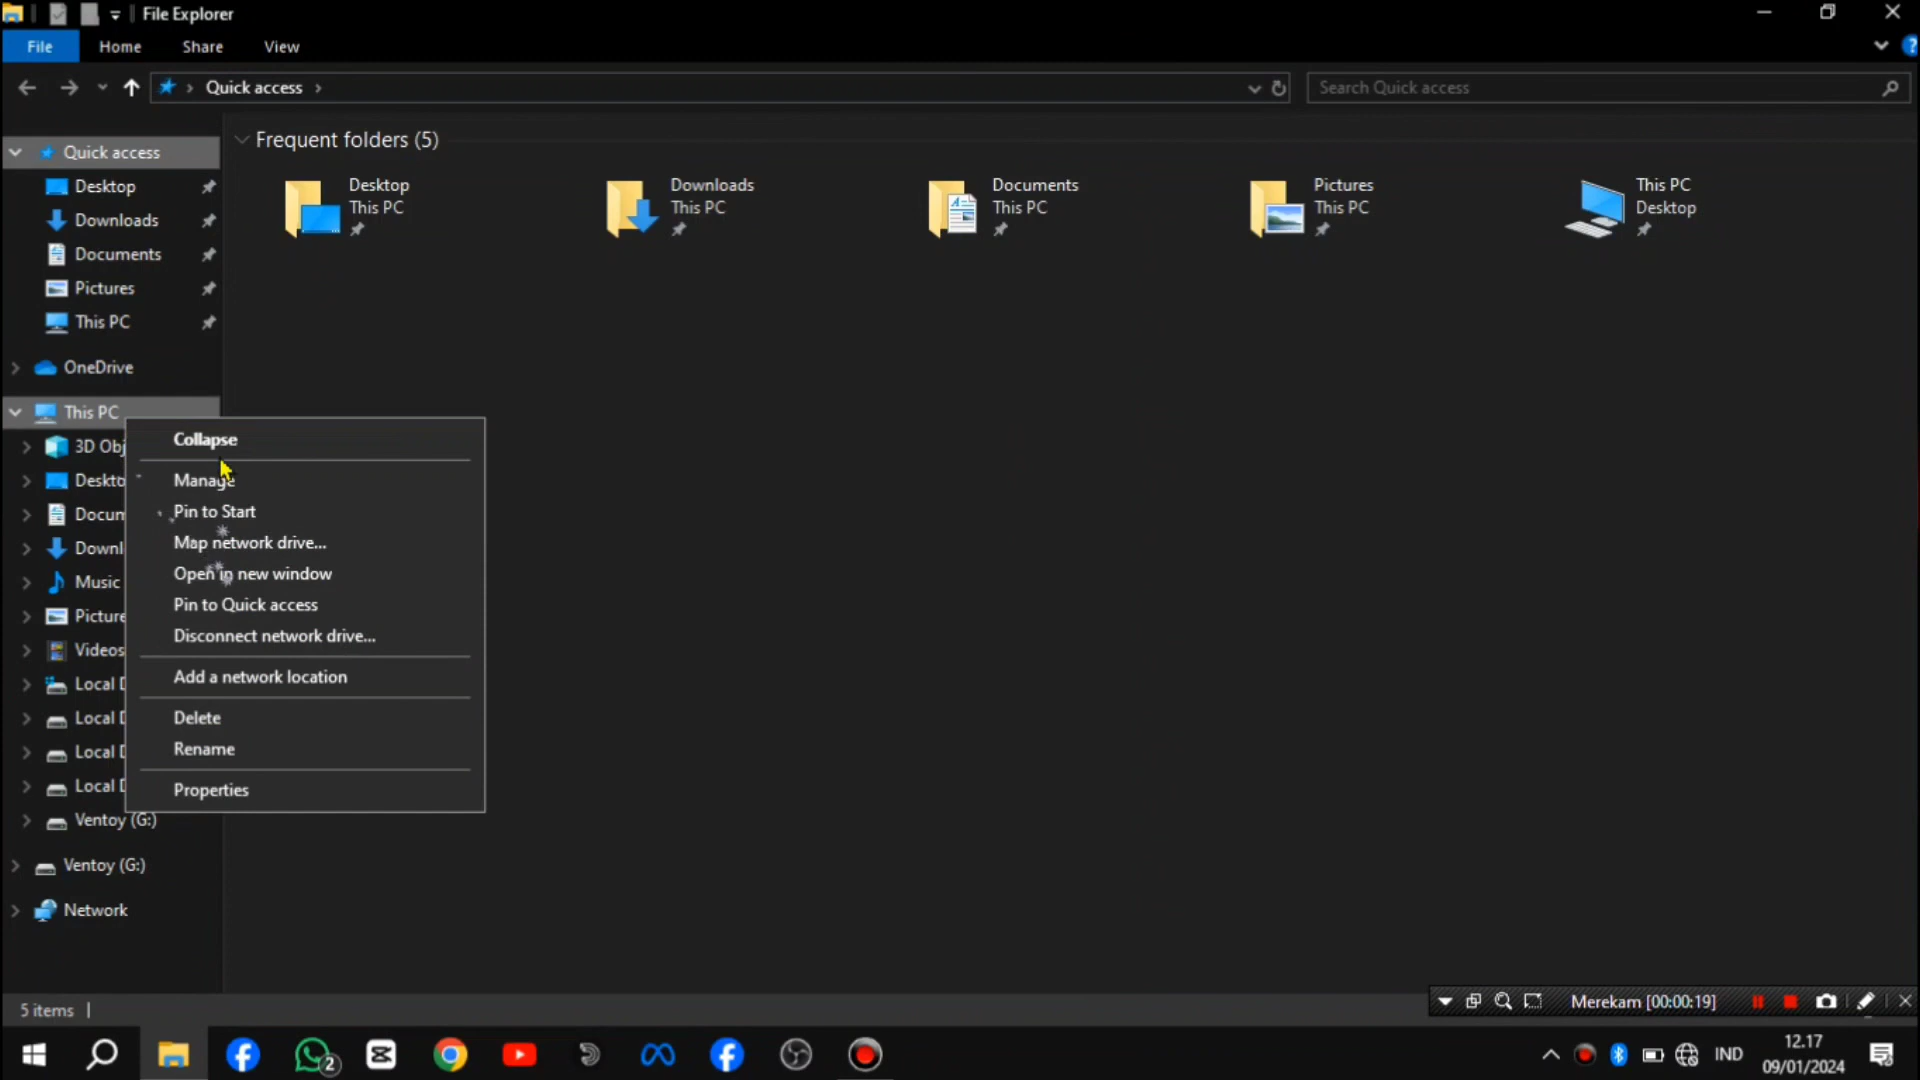 File Explorer
File Home Share View
Quick access
Search Quick access
Quick access
Desktop
Downloads
Documents
Pictures
This PC
OneDrive
This PC
3D Obj
Deskto
Docum
Downl
Music
Picture
Videos
Local
Local
Local
Local
Ventoy (G:)
Ventoy (G:)
Network
Frequent folders (5)
Desktop
This PC
Downloads
This PC
Documents
This PC
Pictures
This PC
This PC
Desktop
Collapse
Manage
Pin to Start
Map network drive...
Open in new window
Pin to Quick access
Disconnect network drive...
Add a network location
Delete
Rename
Properties
5 items
Merekam [00:00:19]
2
IND
12.17
09/01/2024